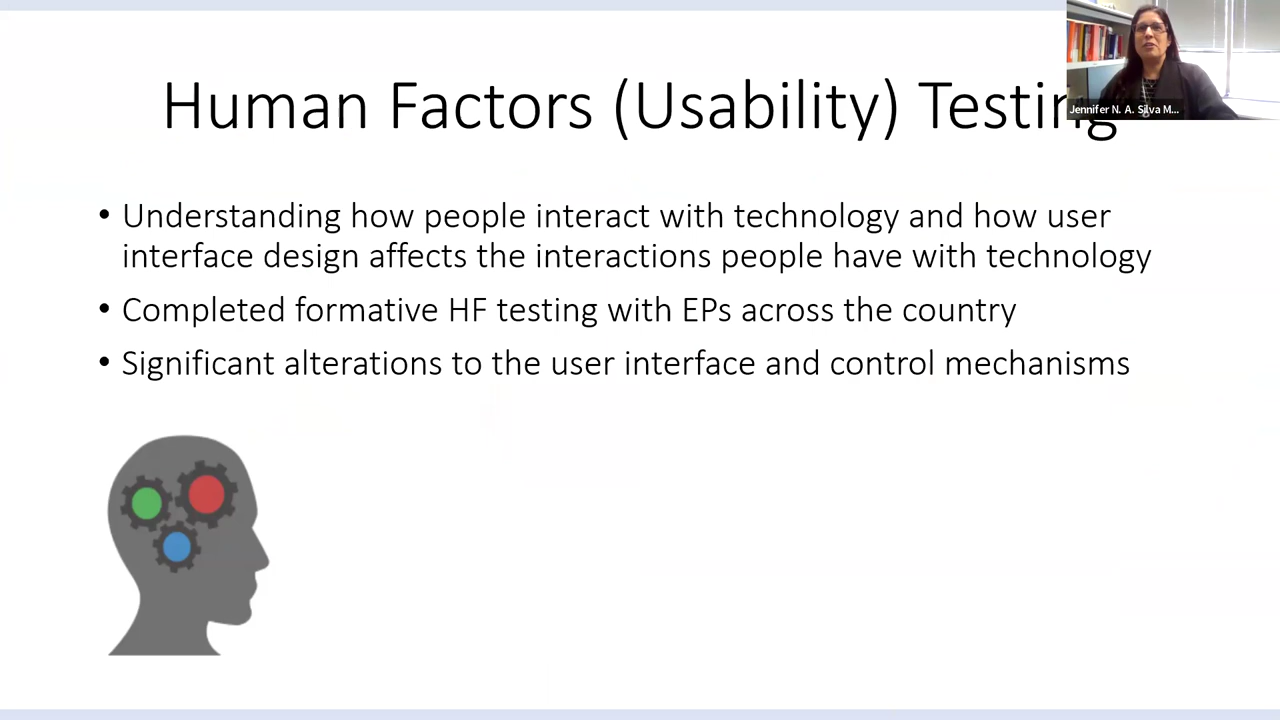 Human Factors (Usability) Testing
Jennifer N. A. Silva M...
• Understanding how people interact with technology and how user
interface design affects the interactions people have with technology
• Completed formative HF testing with EPs across the country
• Significant alterations to the user interface and control mechanisms